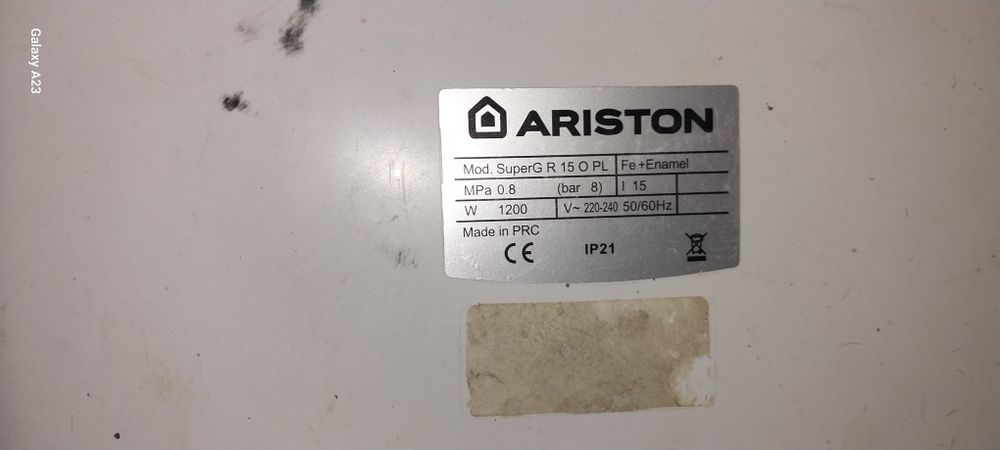 ARISTON
Mod. SuperG R 15 O PL Fe+Enamel
MPa 0.8 (bar 8) l 15
W 1200 V~ 220-240 50/60Hz
Made in PRC
CE IP21
Galaxy A23